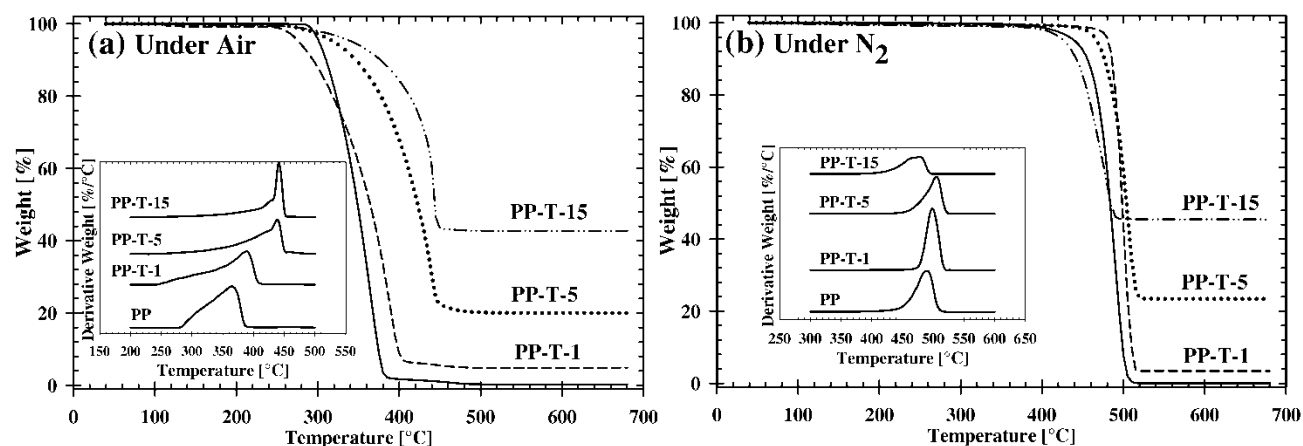 (a) Under Air
Weight [ % ]
100
80
60
40
20
0
0 100 200 300 400 500 600 700
Temperature [°C]
PP-T-15
PP-T-5
PP-T-1
Derivative Weight [ %/°C]
PP-T-15
PP-T-5
PP-T-1
PP
150 200 250 300 350 400 450 500 550
Temperature [°C]
(b) Under N2
Weight [ % ]
100
80
60
40
20
0
0 100 200 300 400 500 600 700
Temperature [°C]
PP-T-15
PP-T-5
PP-T-1
Derivative Weight [ %/°C]
PP-T-15
PP-T-5
PP-T-1
PP
250 300 350 400 450 500 550 600 650
Temperature [°C]